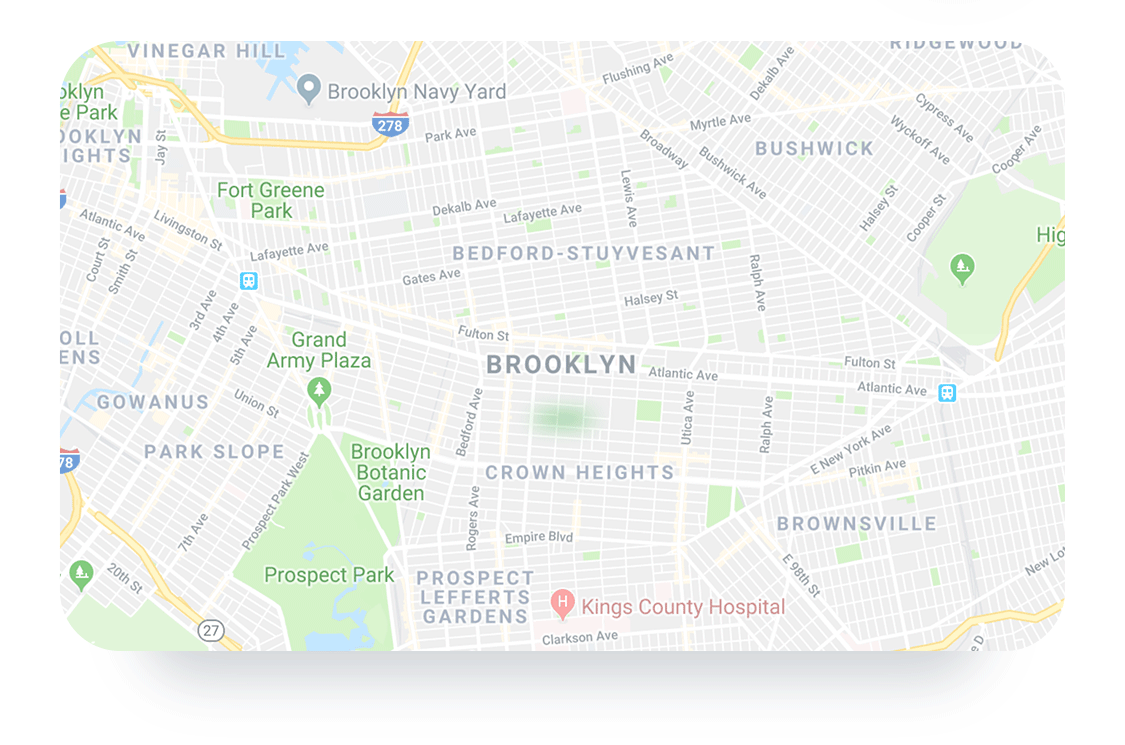 VINEGAR HILL
RIDGEWOOD
Flushing Ave
Dekalb Ave
oklyn
e Park
Brooklyn Navy Yard
278
Cypress Ave
Myrtle Ave
Wyckoff Ave
OOKLYN
IGHTS
Jay St
Park Ave
Broadway
BUSHWICK
Cooper Ave
Bushwick Ave
Fort Greene
Park
Lewis Ave
Halsey St
Cooper St
Atlantic Ave
Livingston St
Dekalb Ave
Lafayette Ave
Hig
Court St
Smith St
Lafayette Ave
BEDFORD-STUYVESANT
Gates Ave
Ralph Ave
Halsey St
3rd Ave
4th Ave
5th Ave
OLL
ENS
Grand
Army Plaza
Fulton St
BROOKLYN
Atlantic Ave
Fulton St
Atlantic Ave
GOWANUS
Union St
Bedford Ave
Utica Ave
Ralph Ave
PARK SLOPE
78
Brooklyn
Botanic
Garden
CROWN HEIGHTS
E New York Ave
Pitkin Ave
Prospect Park West
7th Ave
Rogers Ave
Empire Blvd
BROWNSVILLE
20th St
Prospect Park
PROSPECT
LEFFERTS
GARDENS
E 98th St
New Lo
H
Kings County Hospital
27
Clarkson Ave
e D